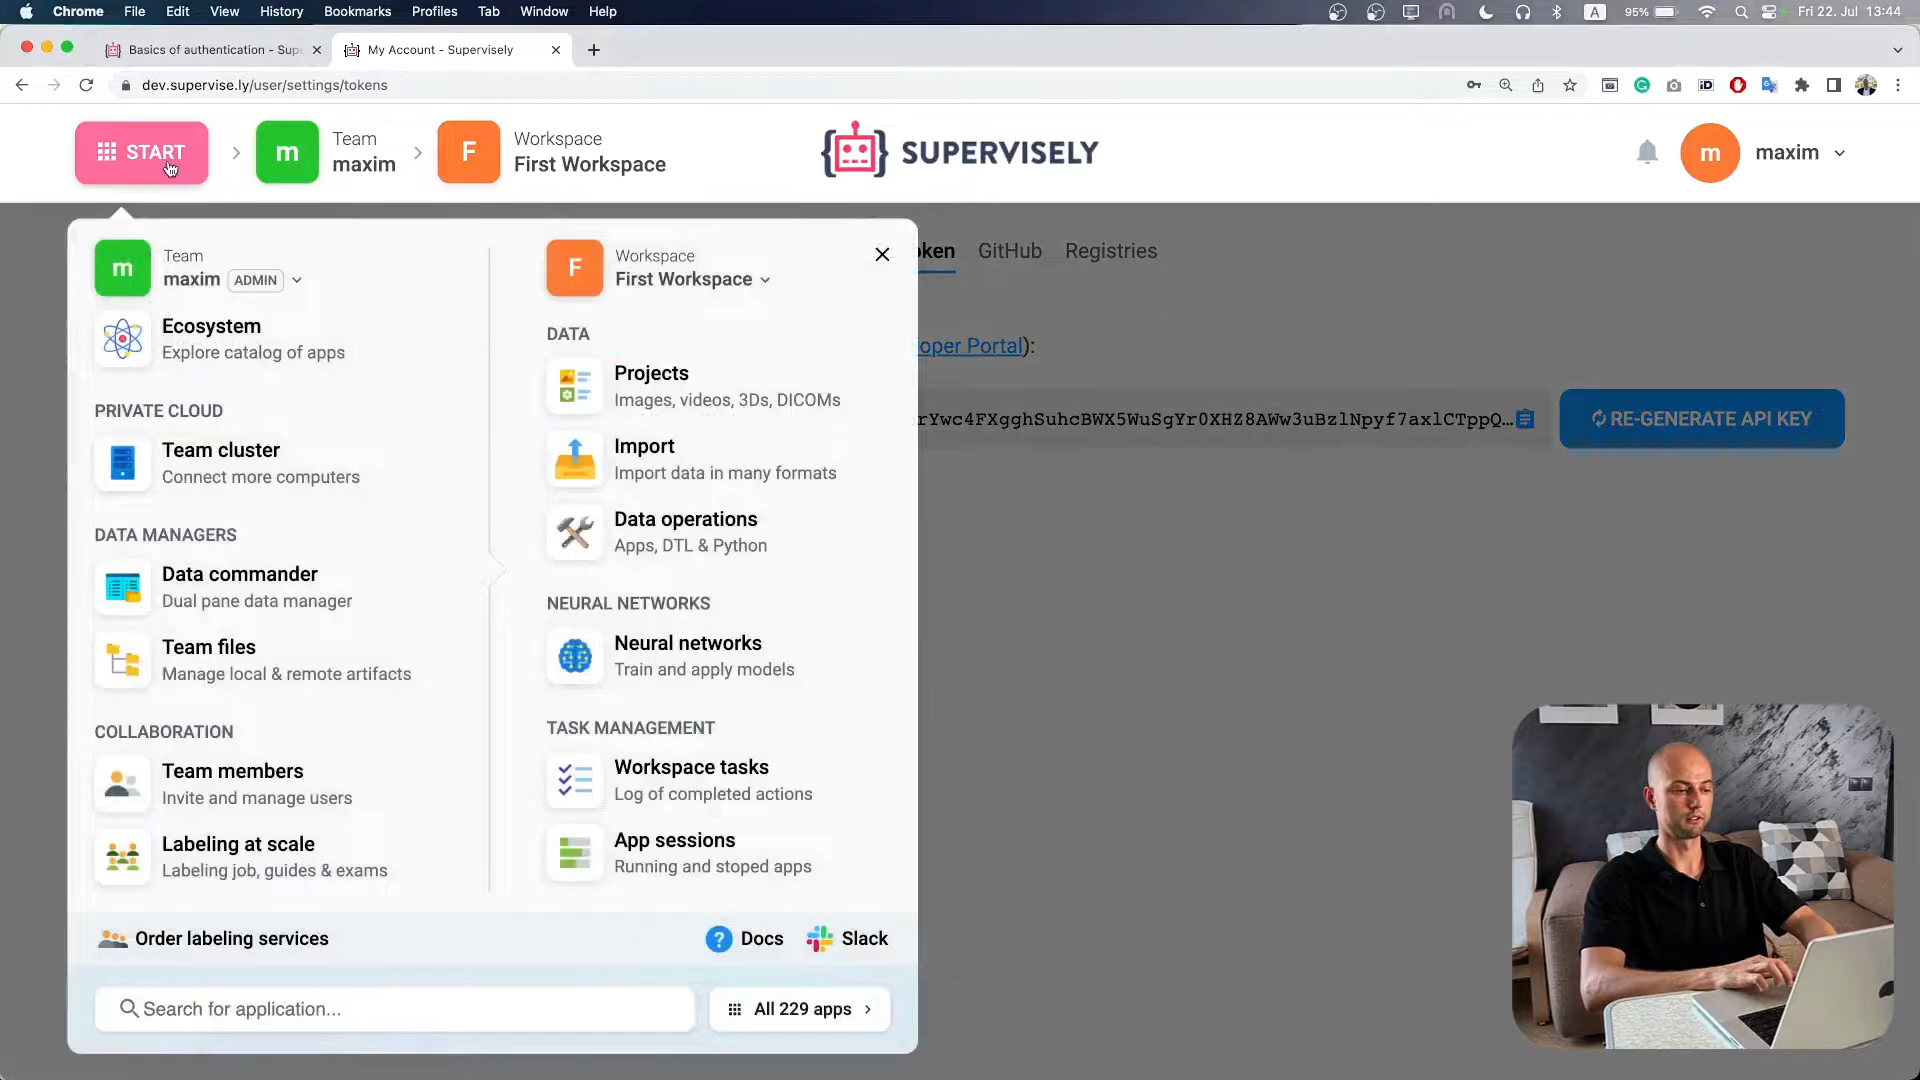 Chrome File Edit View History Bookmarks Profiles Tab Window Help
A 95% Fri 22. Jul 13:44
Basics of authentication - Supe
My Account - Supervisely
dev.supervise.ly/user/settings/tokens
START
m
Team
maxim
F
Workspace
First Workspace
SUPERVISELY
m
maxim
m
Team
maxim ADMIN
Ecosystem
Explore catalog of apps
PRIVATE CLOUD
Team cluster
Connect more computers
DATA MANAGERS
Data commander
Dual pane data manager
Team files
Manage local & remote artifacts
COLLABORATION
Team members
Invite and manage users
Labeling at scale
Labeling job, guides & exams
F
Workspace
First Workspace
DATA
Projects
Images, videos, 3Ds, DICOMs
Import
Import data in many formats
Data operations
Apps, DTL & Python
NEURAL NETWORKS
Neural networks
Train and apply models
TASK MANAGEMENT
Workspace tasks
Log of completed actions
App sessions
Running and stoped apps
Order labeling services
? Docs
Slack
Search for application...
All 229 apps
oken GitHub Registries
oper Portal):
rYwc4FXgghSuhcBWX5WuSgYr0XHZ8AWw3uBzlNpyf7axlCTppQ...
RE-GENERATE API KEY